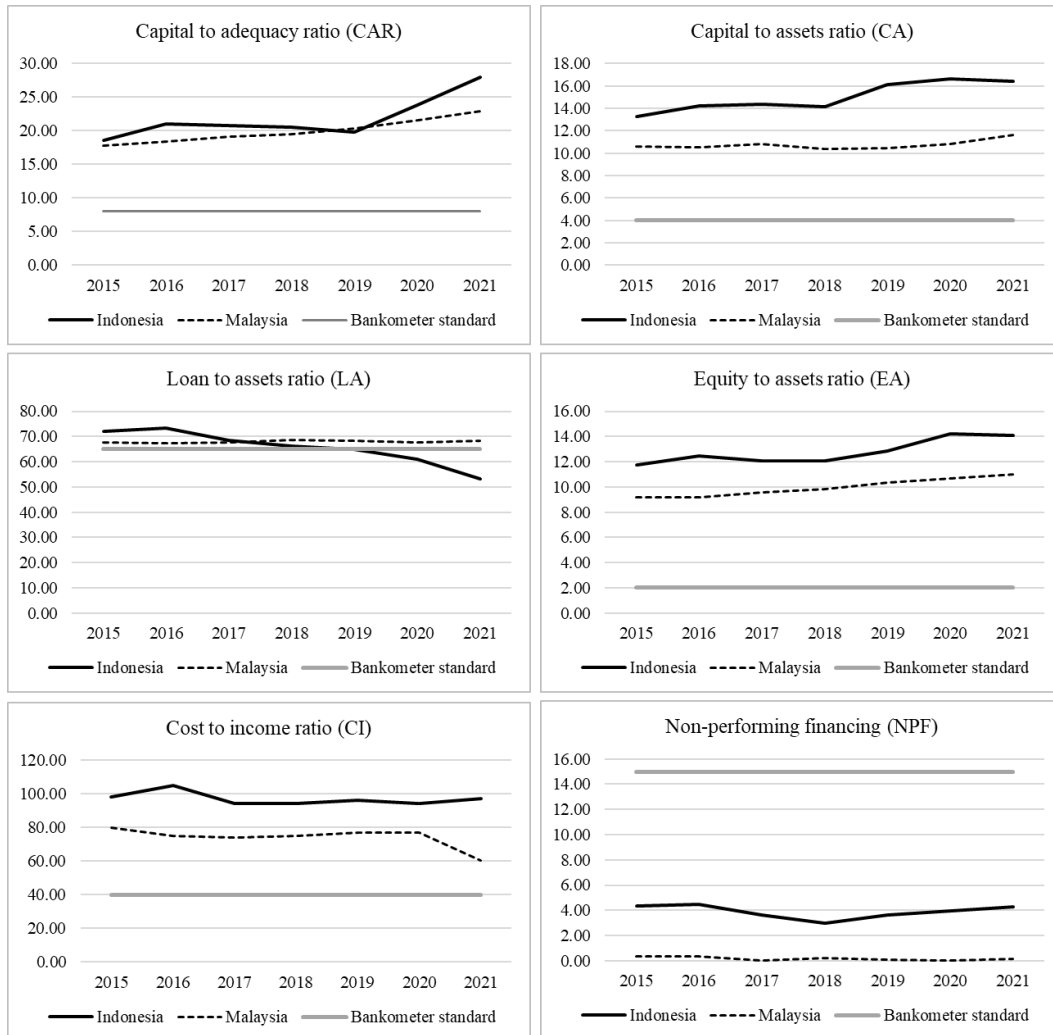 Capital to adequacy ratio (CAR)
30.00
25.00
20.00
15.00
10.00
5.00
0.00
2015 2016 2017 2018 2019 2020 2021
Indonesia Malaysia Bankometer standard
Capital to assets ratio (CA)
18.00
16.00
14.00
12.00
10.00
8.00
6.00
4.00
2.00
0.00
2015 2016 2017 2018 2019 2020 2021
Indonesia Malaysia Bankometer standard
Loan to assets ratio (LA)
80.00
70.00
60.00
50.00
40.00
30.00
20.00
10.00
0.00
2015 2016 2017 2018 2019 2020 2021
Indonesia Malaysia Bankometer standard
Equity to assets ratio (EA)
16.00
14.00
12.00
10.00
8.00
6.00
4.00
2.00
0.00
2015 2016 2017 2018 2019 2020 2021
Indonesia Malaysia Bankometer standard
Cost to income ratio (CI)
120.00
100.00
80.00
60.00
40.00
20.00
0.00
2015 2016 2017 2018 2019 2020 2021
Indonesia Malaysia Bankometer standard
Non-performing financing (NPF)
16.00
14.00
12.00
10.00
8.00
6.00
4.00
2.00
0.00
2015 2016 2017 2018 2019 2020 2021
Indonesia Malaysia Bankometer standard